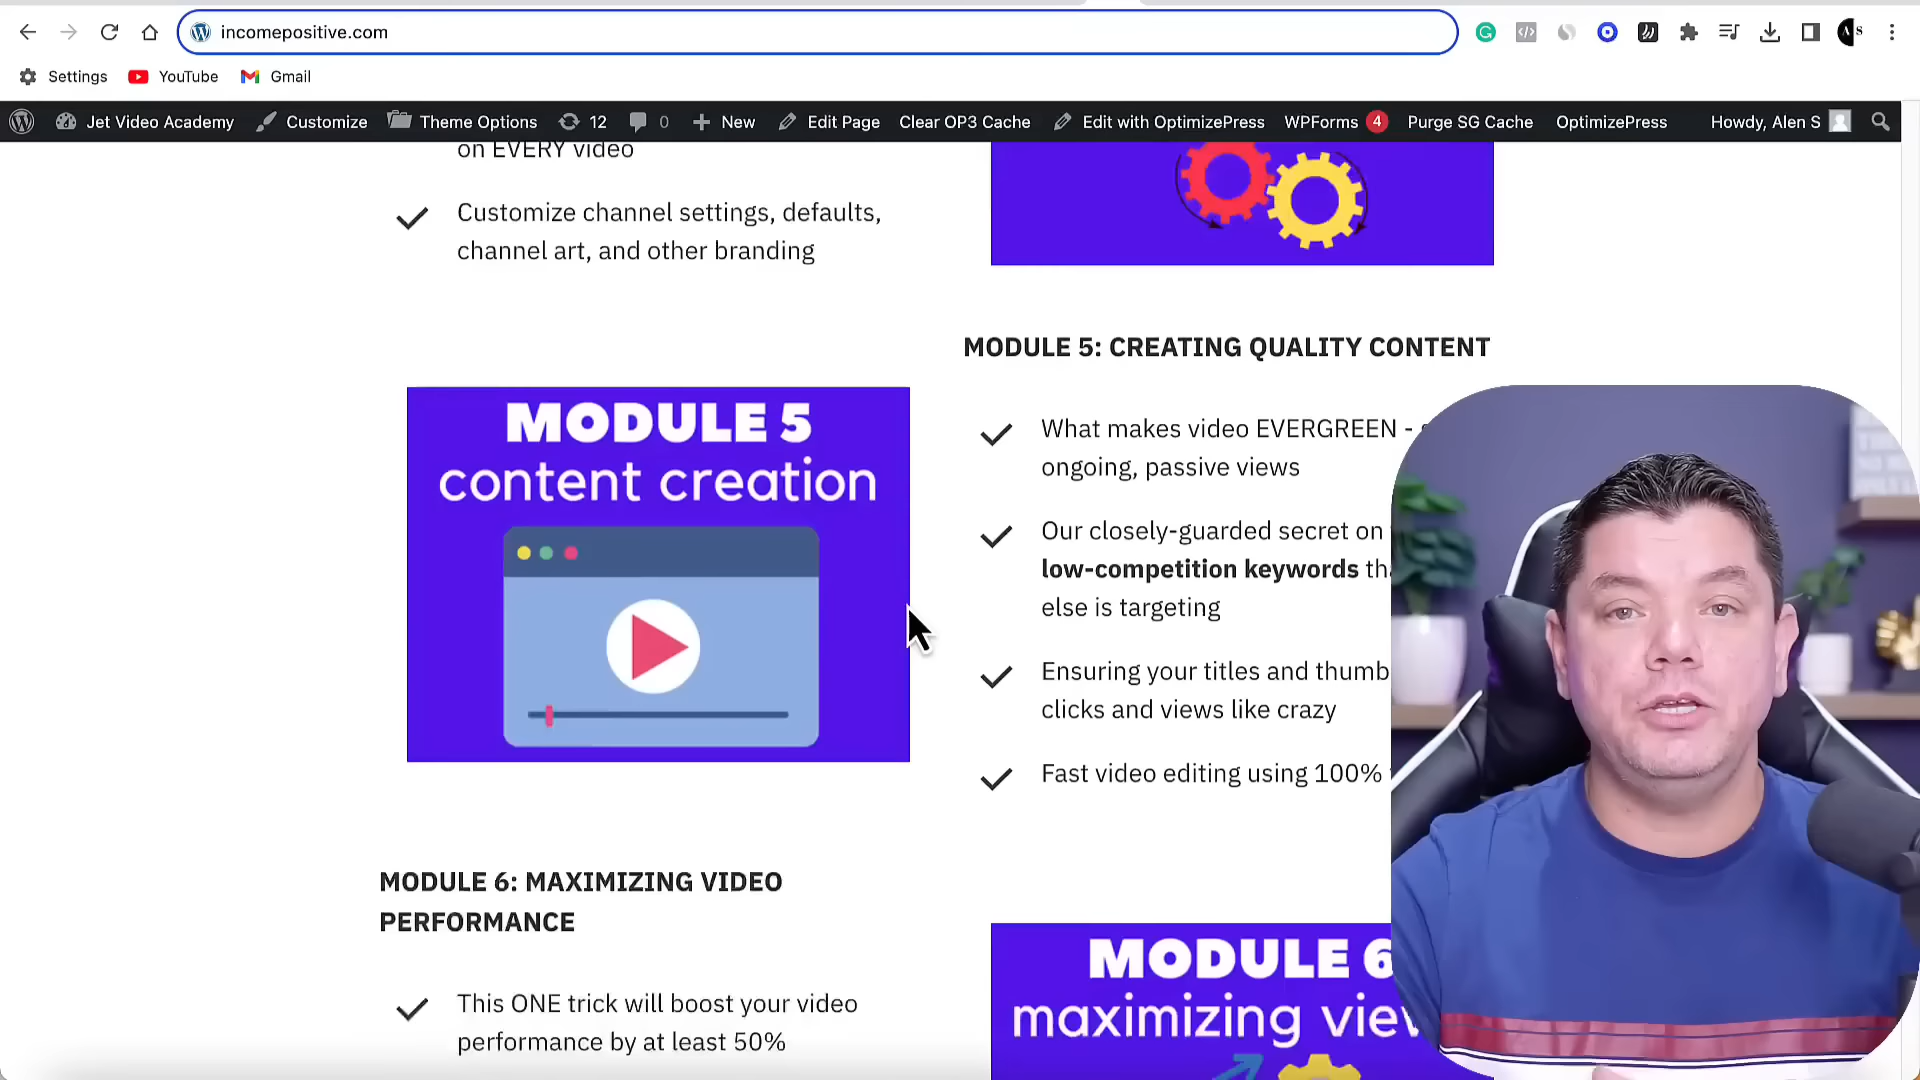 incomepositive.com
Settings YouTube Gmail
Jet Video Academy Customize Theme Options 12 0 New Edit Page Clear OP3 Cache Edit with OptimizePress WPForms 4 Purge SG Cache OptimizePress Howdy, Alen S
on EVERY video
Customize channel settings, defaults,
channel art, and other branding
MODULE 5: CREATING QUALITY CONTENT
MODULE 5
content creation
What makes video EVERGREEN -
ongoing, passive views
Our closely-guarded secret on
low-competition keywords
else is targeting
Ensuring your titles and thumb
clicks and views like crazy
Fast video editing using 100%
MODULE 6: MAXIMIZING VIDEO
PERFORMANCE
This ONE trick will boost your video
performance by at least 50%
MODULE 6
maximizing